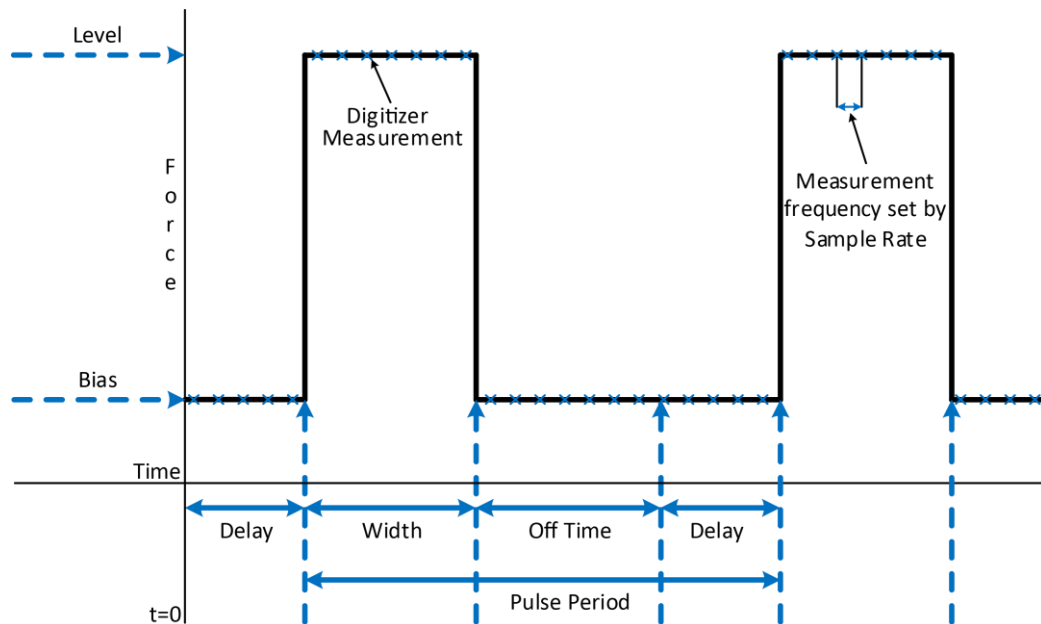 Level
Digitizer
Measurement
Force
Measurement
frequency set by
Sample Rate
Bias
Time
Delay
Width
Off Time
Delay
Pulse Period
t=0